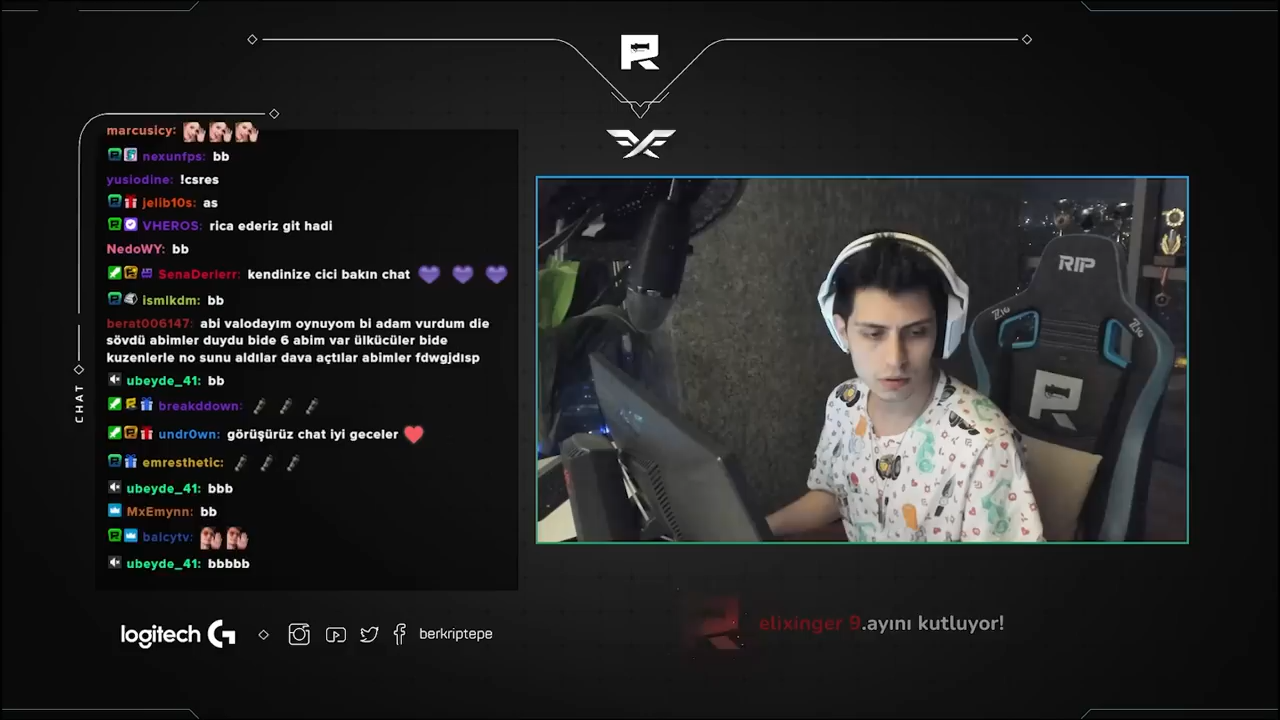 marcusicy:
nexunfps: bb
yusiodine: !csres
jelib10s: as
VHEROS: rica ederiz git hadi
NedoWY: bb
SenaDerlerr: kendinize cici bakın chat
ismikdm: bb
berat006147: abi valodayım oynuyom bi adam vurdum die
sövdü abimler duydu bide 6 abim var ülkücüler bide
kuzenlerle no sunu aldılar dava açtılar abimler fdwgjdısp
ubeyde_41: bb
breakddown:
undr0wn: görüşürüz chat iyi geceler
emresthetic:
ubeyde_41: bbb
MxEmynn: bb
balcytv:
ubeyde_41: bbbbb
CHAT
logitech G
berkriptepe
RIP
elixinger 9.ayını kutluyor!